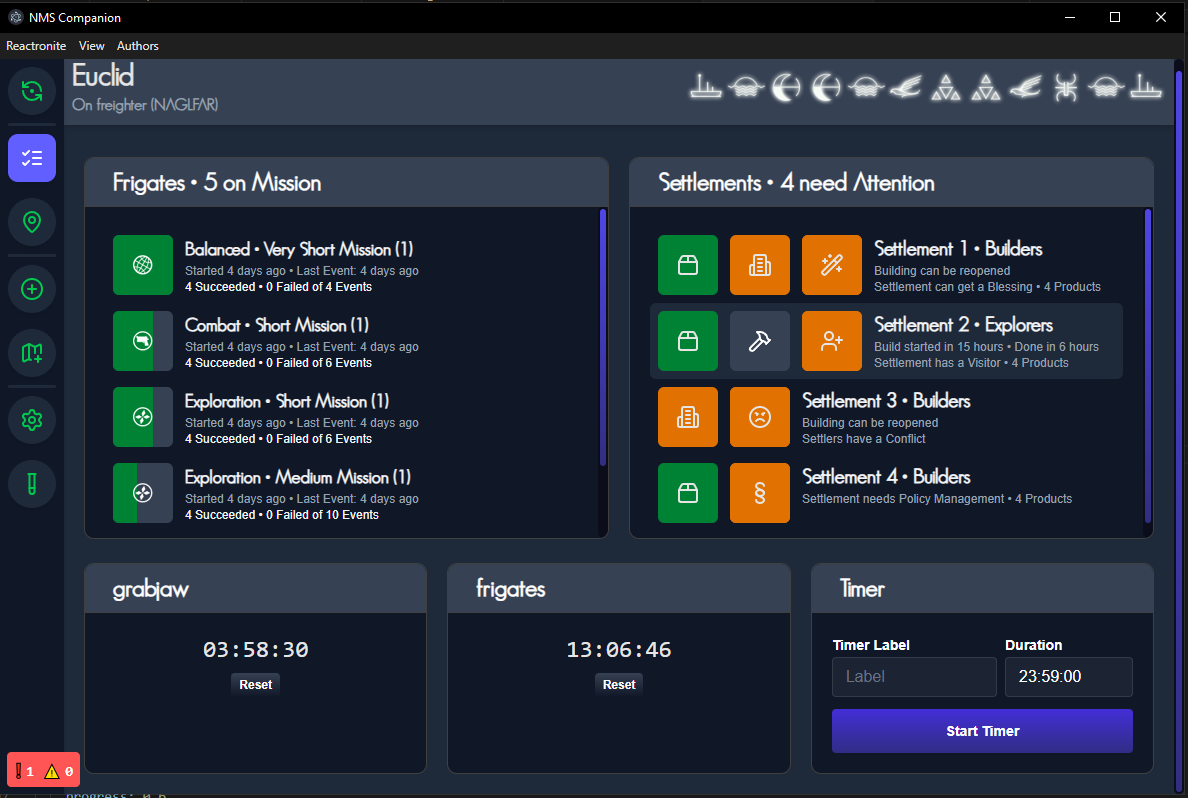 NMS Companion
Reactronite View Authors
Euclid
On freighter (NAGLFAR)
Frigates • 5 on Mission
Balanced • Very Short Mission (1)
Started 4 days ago • Last Event: 4 days ago
4 Succeeded • 0 Failed of 4 Events
Combat • Short Mission (1)
Started 4 days ago • Last Event: 4 days ago
4 Succeeded • 0 Failed of 6 Events
Exploration • Short Mission (1)
Started 4 days ago • Last Event: 4 days ago
4 Succeeded • 0 Failed of 6 Events
Exploration • Medium Mission (1)
Started 4 days ago • Last Event: 4 days ago
4 Succeeded • 0 Failed of 10 Events
Settlements • 4 need Attention
Settlement 1 • Builders
Building can be reopened
Settlement can get a Blessing • 4 Products
Settlement 2 • Explorers
Build started in 15 hours • Done in 6 hours
Settlement has a Visitor • 4 Products
Settlement 3 • Builders
Building can be reopened
Settlers have a Conflict
§
Settlement 4 • Builders
Settlement needs Policy Management • 4 Products
grabjaw
03:58:30
Reset
frigates
13:06:46
Reset
Timer
Timer Label Duration
Label 23:59:00
Start Timer
1 0